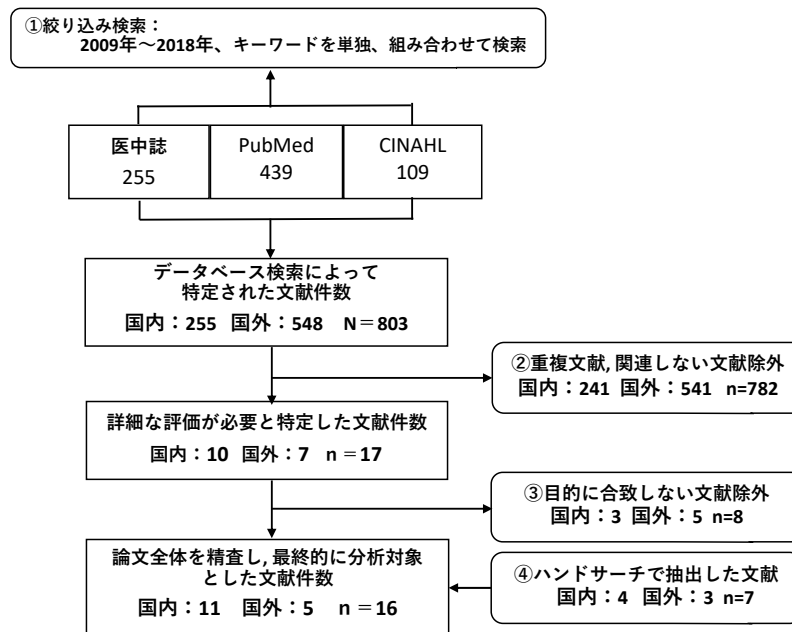 ①絞り込み検索：
2009年～2018年、キーワードを単独、組み合わせて検索
医中誌
255
PubMed
439
CINAHL
109
データベース検索によって
特定された文献件数
国内：255 国外：548 N＝803
②重複文献, 関連しない文献除外
国内：241 国外：541 n=782
詳細な評価が必要と特定した文献件数
国内：10 国外：7 n＝17
③目的に合致しない文献除外
国内：3 国外：5 n=8
論文全体を精査し, 最終的に分析対象
とした文献件数
国内：11 国外：5 n＝16
④ハンドサーチで抽出した文献
国内：4 国外：3 n=7